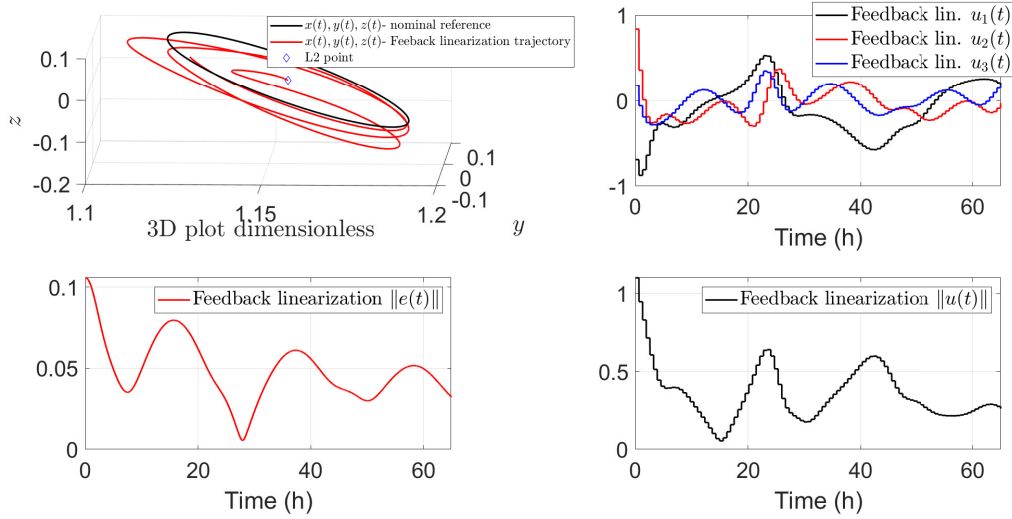 x(t), y(t), z(t)- nominal reference
x(t), y(t), z(t)- Feeback linearization trajectory
L2 point
0.1
0
-0.1
-0.2
z
0.1
0
-0.1
1.1
1.15
1.2
3D plot dimensionless
y
Feedback lin. u₁(t)
Feedback lin. u₂(t)
Feedback lin. u₃(t)
1
0
-1
0
20
40
60
Time (h)
Feedback linearization ‖e(t)‖
0.1
0.05
0
0
20
40
60
Time (h)
Feedback linearization ‖u(t)‖
1
0.5
0
0
20
40
60
Time (h)